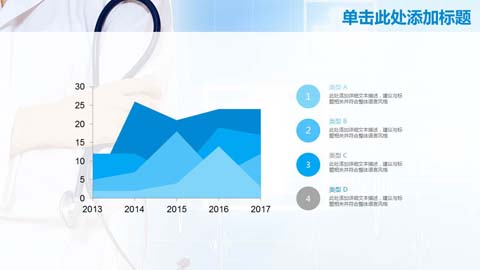 单击此处添加标题
30
25
20
15
10
5
0
2013 2014 2015 2016 2017
1
类型 A
此处添加详细文本描述，建议与标
题相关并符合整体语言风格
2
类型 B
此处添加详细文本描述，建议与标
题相关并符合整体语言风格
3
类型 C
此处添加详细文本描述，建议与标
题相关并符合整体语言风格
4
类型 D
此处添加详细文本描述，建议与标
题相关并符合整体语言风格